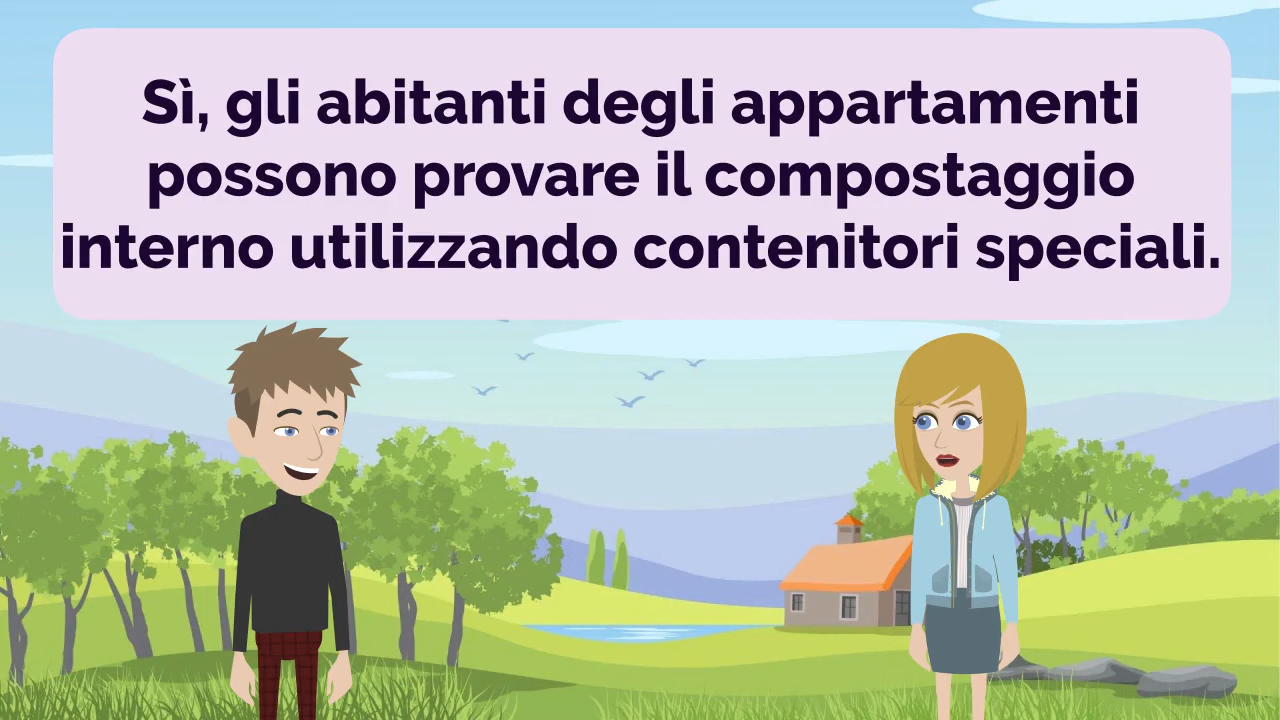 Sì, gli abitanti degli appartamenti
possono provare il compostaggio
interno utilizzando contenitori speciali.